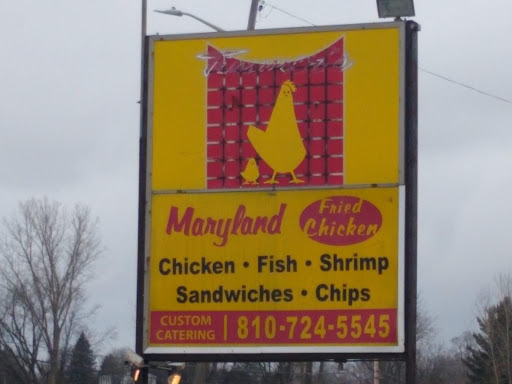 Maryland
Fried
Chicken
Chicken • Fish • Shrimp
Sandwiches • Chips
CUSTOM
CATERING | 810-724-5545